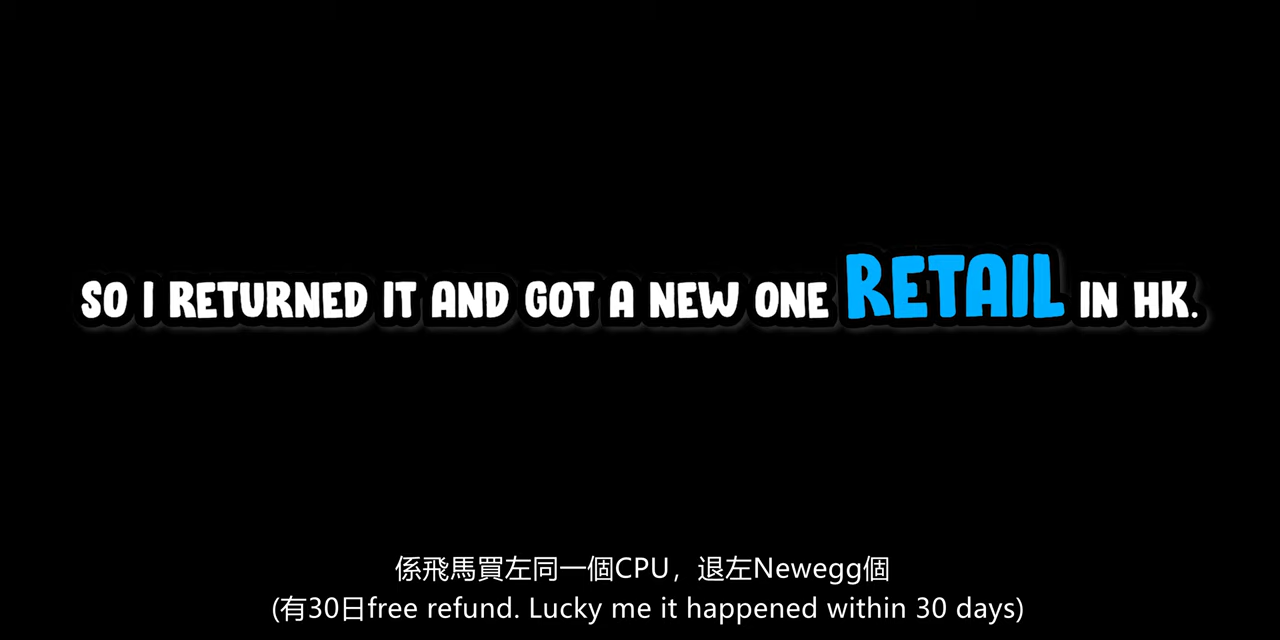 SO I RETURNED IT AND GOT A NEW ONE RETAIL IN HK.
係飛馬買左同一個CPU，退左Newegg個
(有30日free refund. Lucky me it happened within 30 days)